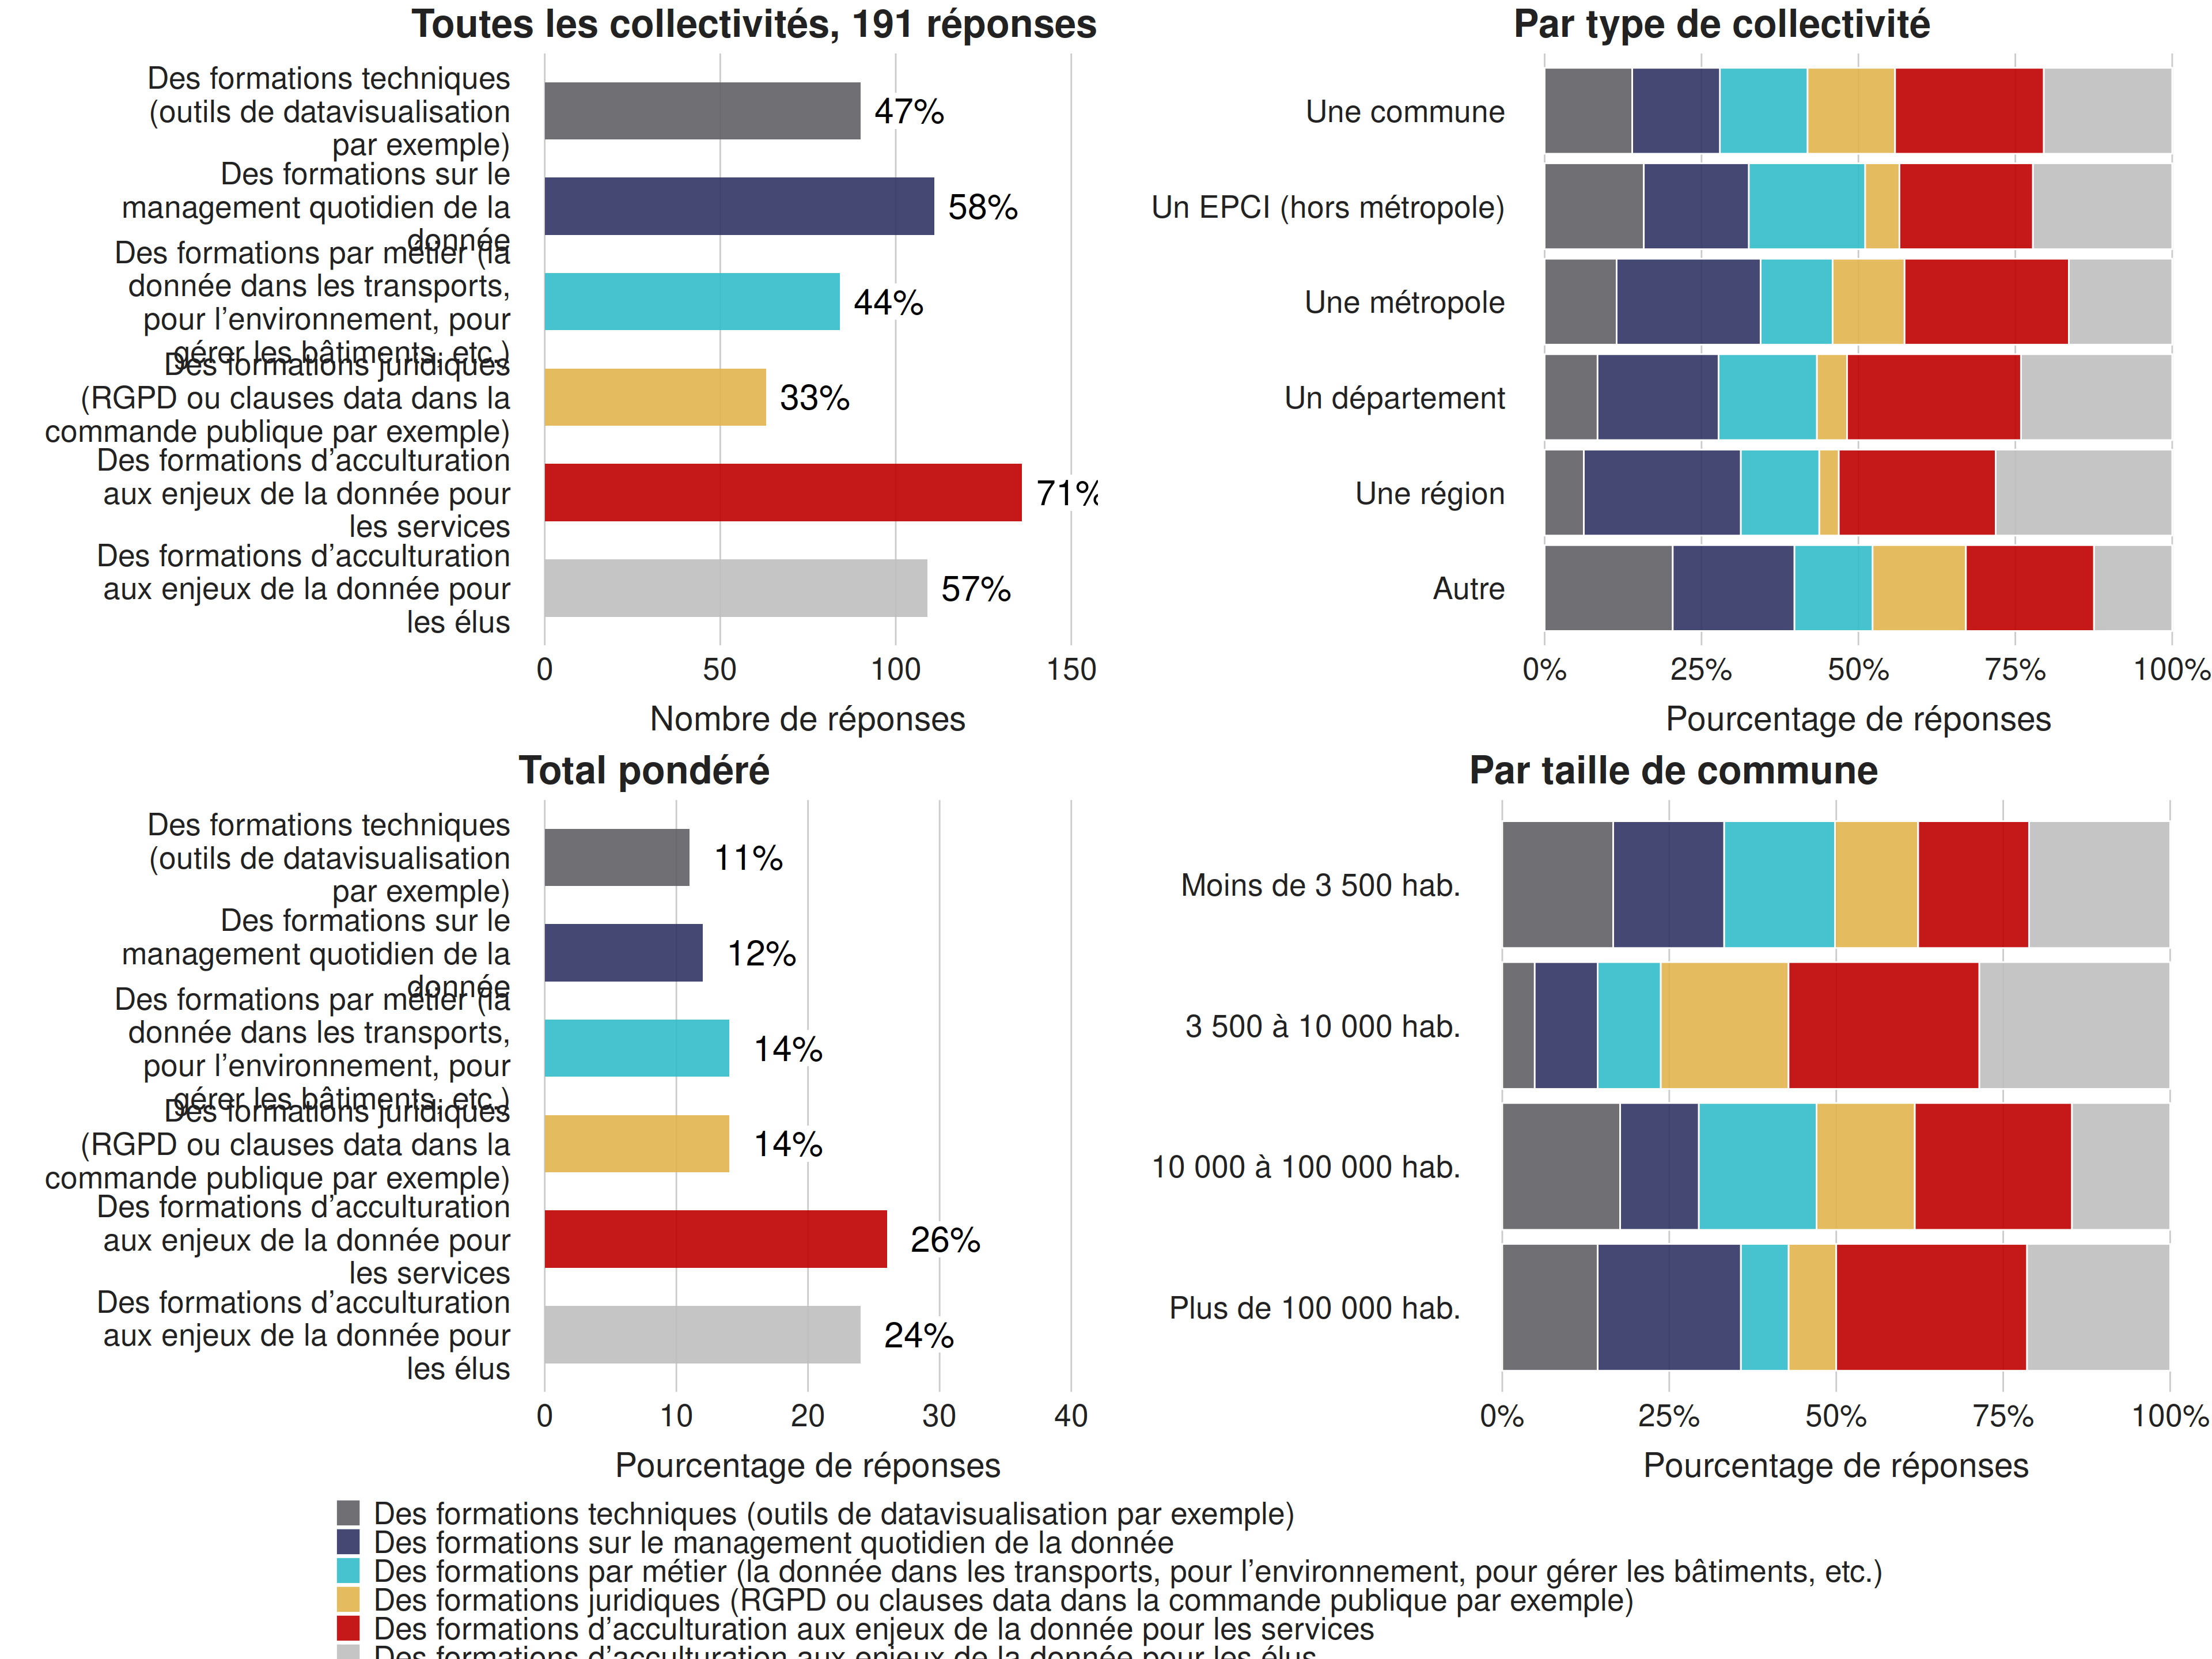 Toutes les collectivités, 191 réponses
Des formations techniques
(outils de datavisualisation
par exemple)
Des formations sur le
management quotidien de la
donnée
Des formations par métier (la
donnée dans les transports,
pour l’environnement, pour
gérer les bâtiments, etc.)
Des formations juridiques
(RGPD ou clauses data dans la
commande publique par exemple)
Des formations d’acculturation
aux enjeux de la donnée pour
les services
Des formations d’acculturation
aux enjeux de la donnée pour
les élus
47%
58%
44%
33%
71%
57%
0 50 100 150
Nombre de réponses
Par type de collectivité
Une commune
Un EPCI (hors métropole)
Une métropole
Un département
Une région
Autre
0% 25% 50% 75% 100%
Pourcentage de réponses
Total pondéré
Des formations techniques
(outils de datavisualisation
par exemple)
Des formations sur le
management quotidien de la
donnée
Des formations par métier (la
donnée dans les transports,
pour l’environnement, pour
gérer les bâtiments, etc.)
Des formations juridiques
(RGPD ou clauses data dans la
commande publique par exemple)
Des formations d’acculturation
aux enjeux de la donnée pour
les services
Des formations d’acculturation
aux enjeux de la donnée pour
les élus
11%
12%
14%
14%
26%
24%
0 10 20 30 40
Pourcentage de réponses
Par taille de commune
Moins de 3 500 hab.
3 500 à 10 000 hab.
10 000 à 100 000 hab.
Plus de 100 000 hab.
0% 25% 50% 75% 100%
Pourcentage de réponses
Des formations techniques (outils de datavisualisation par exemple)
Des formations sur le management quotidien de la donnée
Des formations par métier (la donnée dans les transports, pour l’environnement, pour gérer les bâtiments, etc.)
Des formations juridiques (RGPD ou clauses data dans la commande publique par exemple)
Des formations d’acculturation aux enjeux de la donnée pour les services
Des formations d’acculturation aux enjeux de la donnée pour les élus